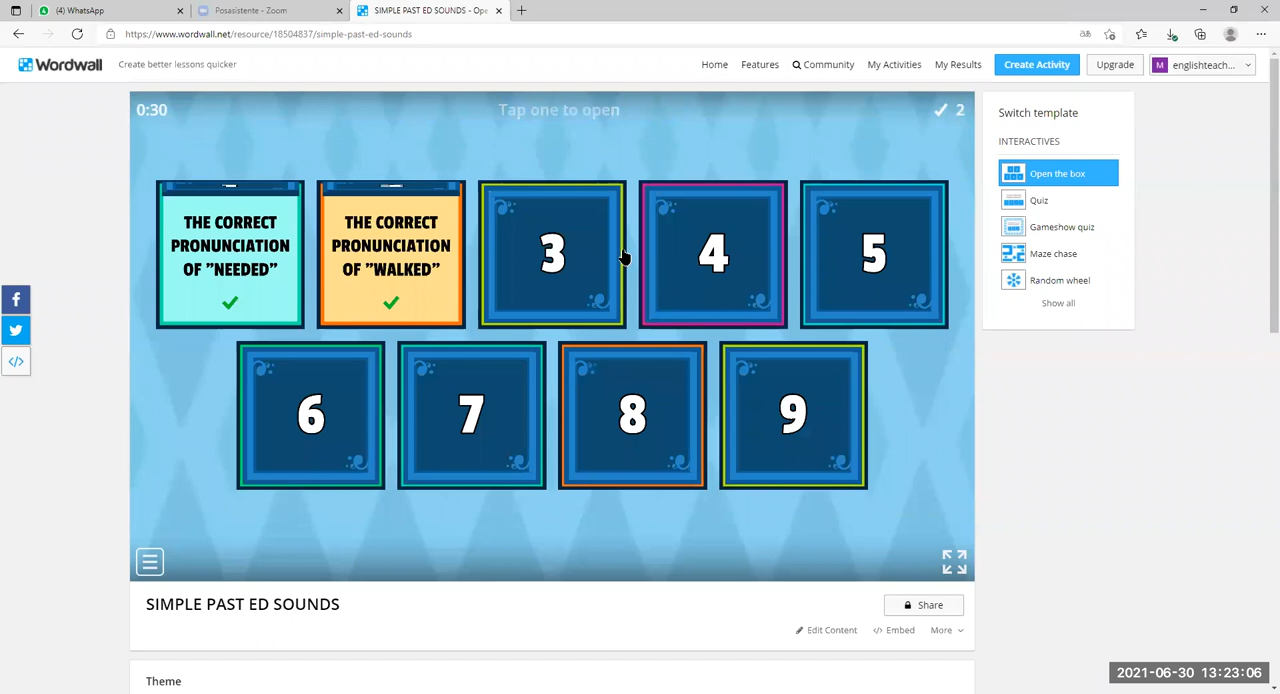 (4) WhatsApp
Posasistente - Zoom
SIMPLE PAST ED SOUNDS - Ope
https://www.wordwall.net/resource/18504837/simple-past-ed-sounds
Wordwall
Create better lessons quicker
Home
Features
Community
My Activities
My Results
Create Activity
Upgrade
M
englishteach...
0:30
Tap one to open
2
THE CORRECT
PRONUNCIATION
OF "NEEDED"
THE CORRECT
PRONUNCIATION
OF "WALKED"
3
4
5
6
7
8
9
Switch template
INTERACTIVES
Open the box
Quiz
Gameshow quiz
Maze chase
Random wheel
Show all
SIMPLE PAST ED SOUNDS
Share
Edit Content
Embed
More
Theme
2021-06-30 13:23:06